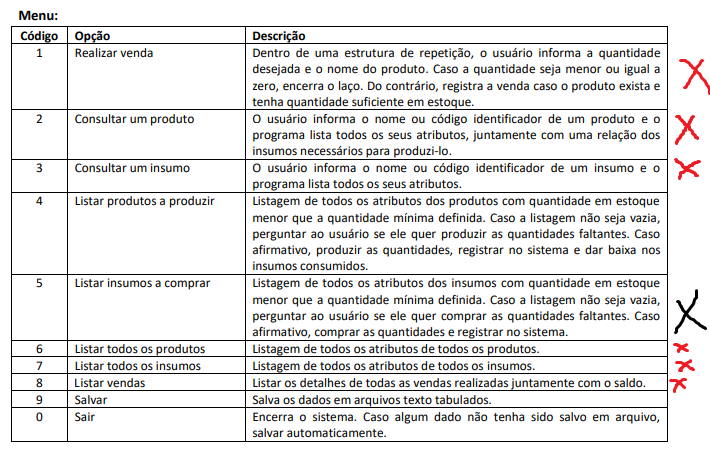 Menu:
Código Opção Descrição
1 Realizar venda Dentro de uma estrutura de repetição, o usuário informa a quantidade
desejada e o nome do produto. Caso a quantidade seja menor ou igual a
zero, encerra o laço. Do contrário, registra a venda caso o produto exista e
tenha quantidade suficiente em estoque.
2 Consultar um produto O usuário informa o nome ou código identificador de um produto e o
programa lista todos os seus atributos, juntamente com uma relação dos
insumos necessários para produzi-lo.
3 Consultar um insumo O usuário informa o nome ou código identificador de um insumo e o
programa lista todos os seus atributos.
4 Listar produtos a produzir Listagem de todos os atributos dos produtos com quantidade em estoque
menor que a quantidade mínima definida. Caso a listagem não seja vazia,
perguntar ao usuário se ele quer produzir as quantidades faltantes. Caso
afirmativo, produzir as quantidades, registrar no sistema e dar baixa nos
insumos consumidos.
5 Listar insumos a comprar Listagem de todos os atributos dos insumos com quantidade em estoque
menor que a quantidade mínima definida. Caso a listagem não seja vazia,
perguntar ao usuário se ele quer comprar as quantidades faltantes. Caso
afirmativo, comprar as quantidades e registrar no sistema.
6 Listar todos os produtos Listagem de todos os atributos de todos os produtos.
7 Listar todos os insumos Listagem de todos os atributos de todos os insumos.
8 Listar vendas Listar os detalhes de todas as vendas realizadas juntamente com o saldo.
9 Salvar Salva os dados em arquivos texto tabulados.
0 Sair Encerra o sistema. Caso algum dado não tenha sido salvo em arquivo,
salvar automaticamente.